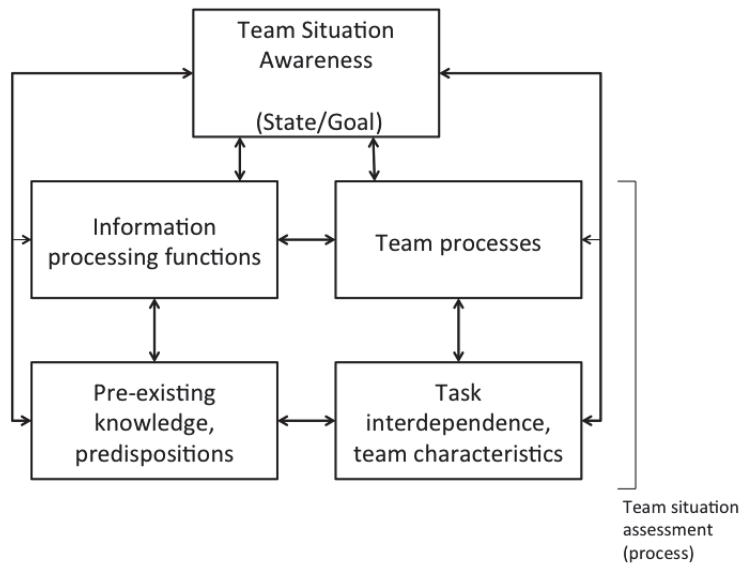 Team Situation
Awareness
(State/Goal)
Information
processing functions
Team processes
Pre-existing
knowledge,
predispositions
Task
interdependence,
team characteristics
Team situation
assessment
(process)